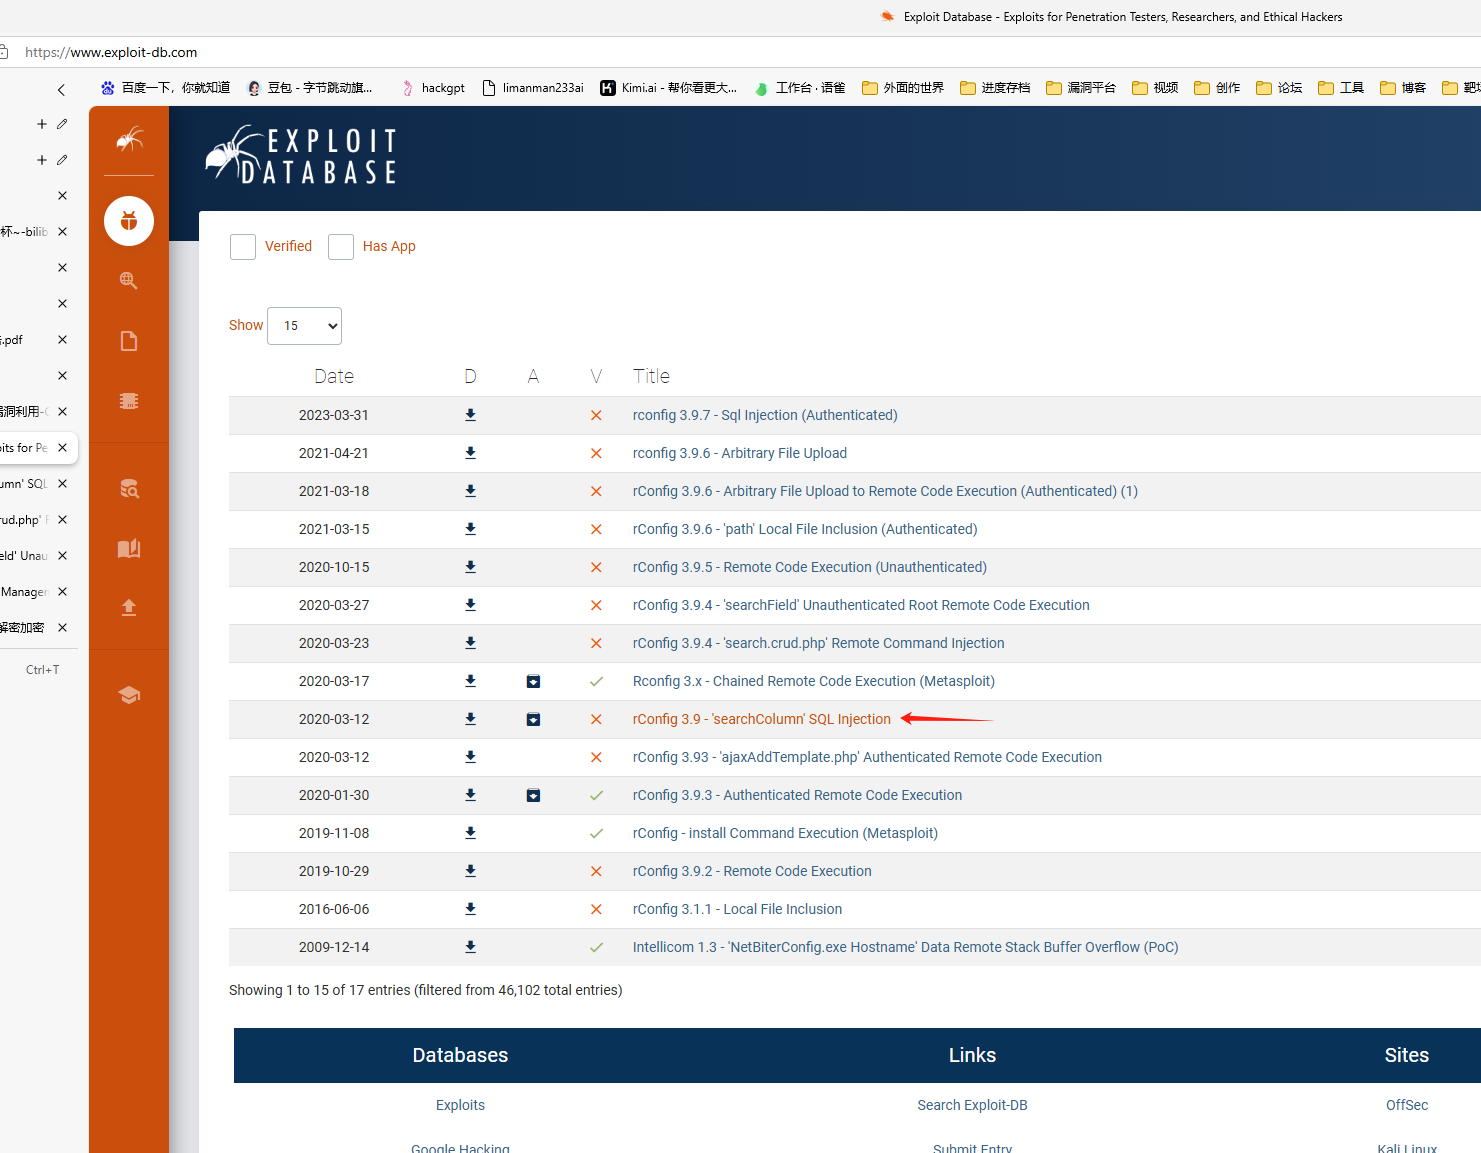 Exploit Database - Exploits for Penetration Testers, Researchers, and Ethical Hackers
https://www.exploit-db.com
百度一下，你就知道 豆包 - 字节跳动旗... hackgpt limanman233ai Kimi.ai - 帮你看更大... 工作台 · 语雀 外面的世界 进度存档 漏洞平台 视频 创作 论坛 工具 博客
EXPLOIT
DATABASE
杯~-bilib
Verified Has App
Show 15
.pdf
Date D A V Title
漏洞利用-
2023-03-31 rconfig 3.9.7 - Sql Injection (Authenticated)
its for Pe
2021-04-21 rconfig 3.9.6 - Arbitrary File Upload
umn' SQL
2021-03-18 rConfig 3.9.6 - Arbitrary File Upload to Remote Code Execution (Authenticated) (1)
rud.php'
2021-03-15 rConfig 3.9.6 - 'path' Local File Inclusion (Authenticated)
eld' Unau
2020-10-15 rConfig 3.9.5 - Remote Code Execution (Unauthenticated)
Managem
2020-03-27 rConfig 3.9.4 - 'searchField' Unauthenticated Root Remote Code Execution
解密加密
2020-03-23 rConfig 3.9.4 - 'search.crud.php' Remote Command Injection
Ctrl+T
2020-03-17 Rconfig 3.x - Chained Remote Code Execution (Metasploit)
2020-03-12 rConfig 3.9 - 'searchColumn' SQL Injection
2020-03-12 rConfig 3.93 - 'ajaxAddTemplate.php' Authenticated Remote Code Execution
2020-01-30 rConfig 3.9.3 - Authenticated Remote Code Execution
2019-11-08 rConfig - install Command Execution (Metasploit)
2019-10-29 rConfig 3.9.2 - Remote Code Execution
2016-06-06 rConfig 3.1.1 - Local File Inclusion
2009-12-14 Intellicom 1.3 - 'NetBiterConfig.exe Hostname' Data Remote Stack Buffer Overflow (PoC)
Showing 1 to 15 of 17 entries (filtered from 46,102 total entries)
Databases Links Sites
Exploits Search Exploit-DB OffSec
Google Hacking Submit Entry Kali Linux